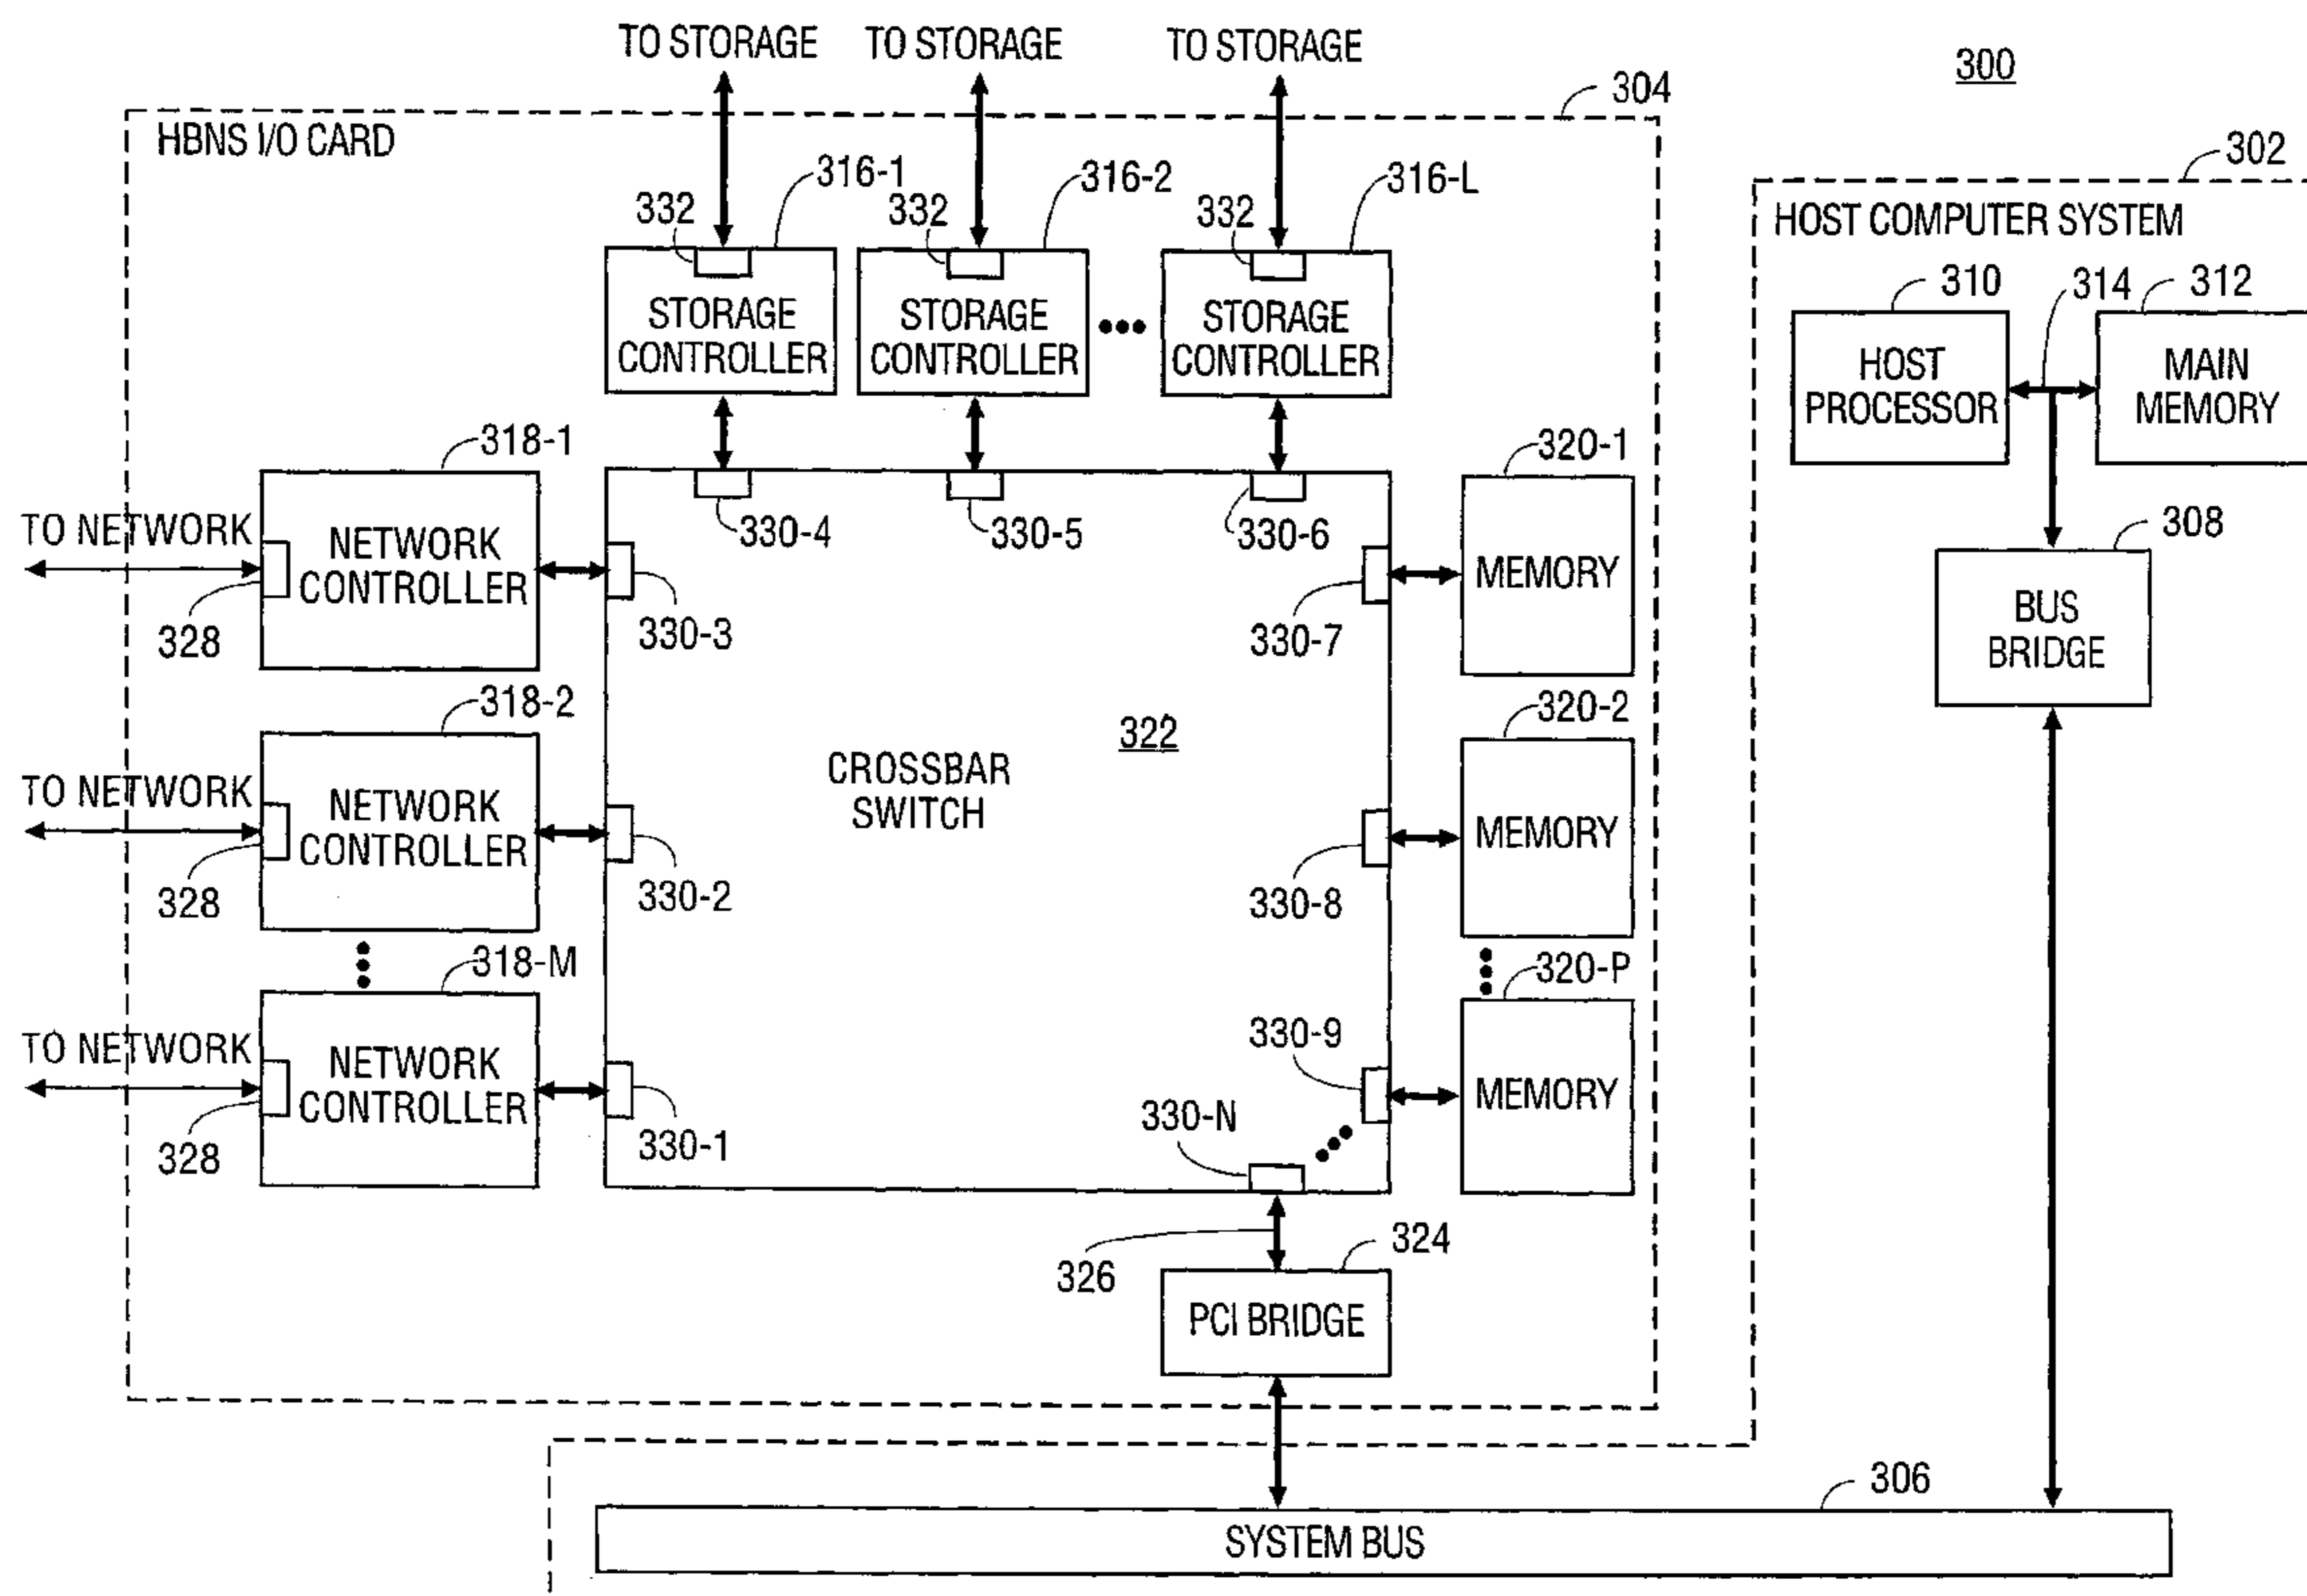 TO STORAGE
TO STORAGE
TO STORAGE
300
304
HBNS I/O CARD
302
316-1
316-2
316-L
HOST COMPUTER SYSTEM
332
332
332
310
314
312
STORAGE
CONTROLLER
STORAGE
CONTROLLER
STORAGE
CONTROLLER
HOST
PROCESSOR
MAIN
MEMORY
318-1
320-1
TO NETWORK
NETWORK
CONTROLLER
330-4
330-5
330-6
308
MEMORY
328
330-3
330-7
BUS
BRIDGE
318-2
320-2
322
TO NETWORK
NETWORK
CONTROLLER
CROSSBAR
SWITCH
MEMORY
328
330-2
330-8
318-M
320-P
TO NETWORK
NETWORK
CONTROLLER
330-9
MEMORY
328
330-1
330-N
326
324
PCI BRIDGE
306
SYSTEM BUS